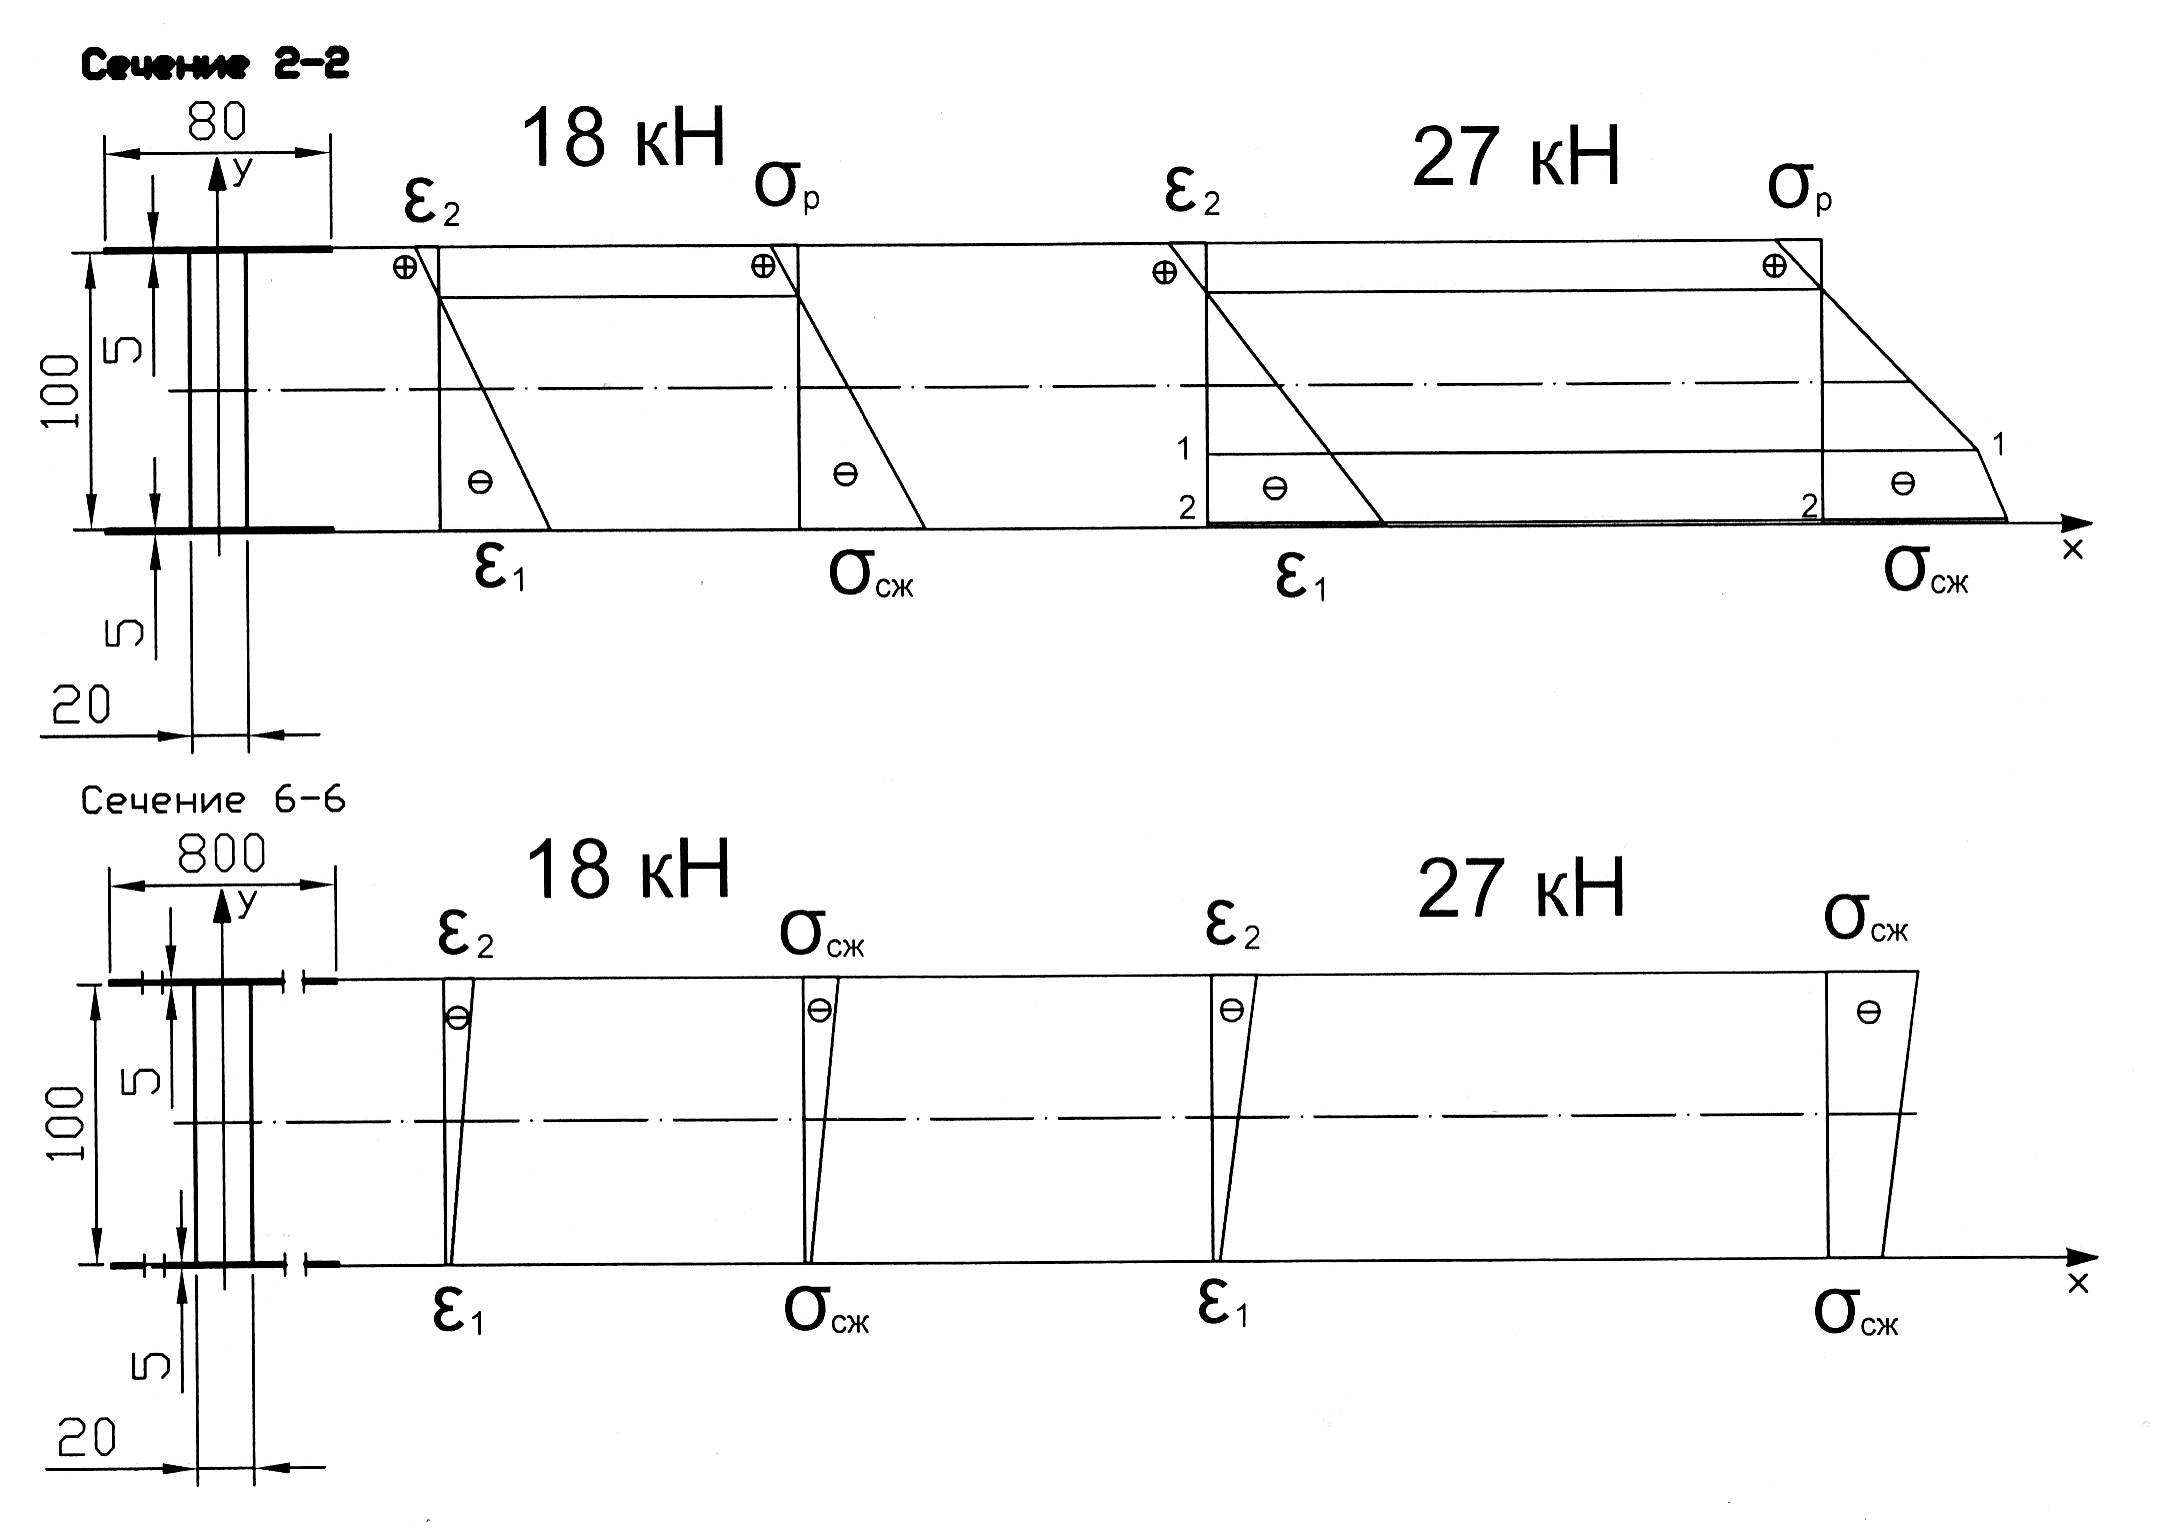 Сечение 2-2
80
18 кН
27 кН
y
ε2
σр
ε2
σр
100
5
1
1
2
2
ε1
σсж
ε1
σсж
x
5
20
Сечение 6-6
800
18 кН
27 кН
y
ε2
σсж
ε2
σсж
100
5
ε1
σсж
ε1
σсж
x
5
20